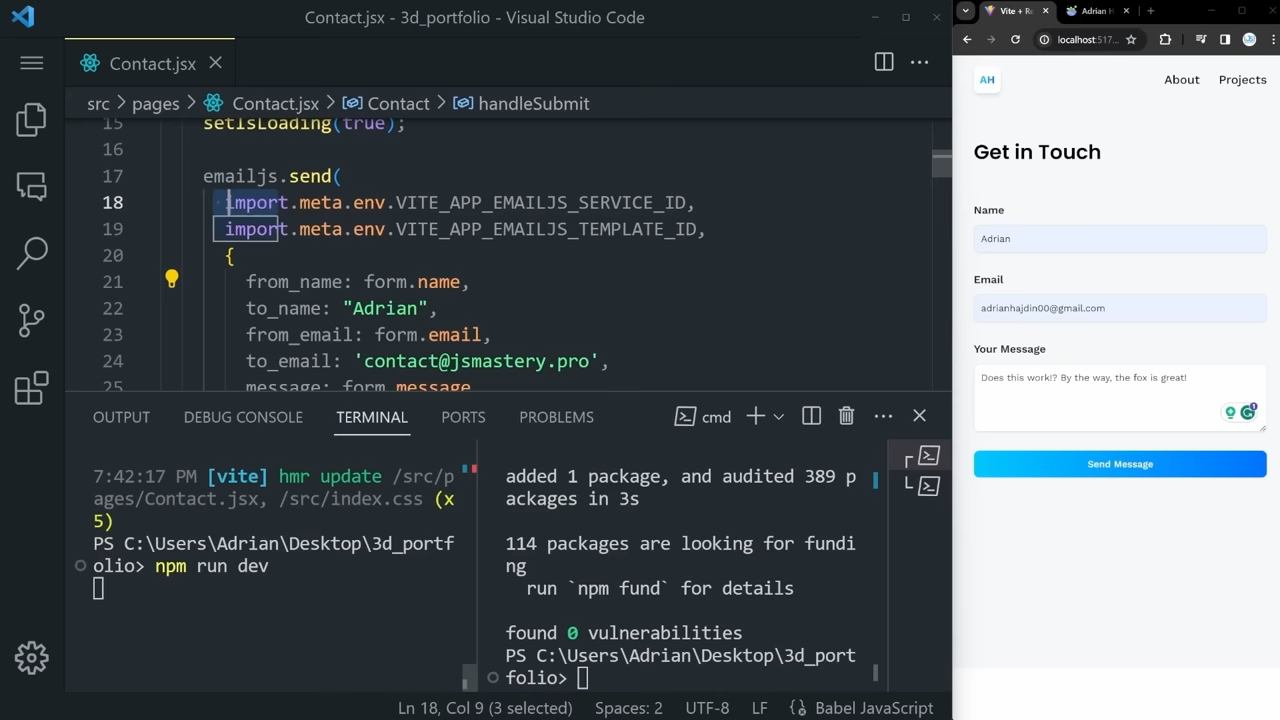 Contact.jsx - 3d_portfolio - Visual Studio Code
Contact.jsx
src > pages > Contact.jsx > Contact > handleSubmit
15 setIsLoading(true);
16
17 emailjs.send(
18 import.meta.env.VITE_APP_EMAILJS_SERVICE_ID,
19 import.meta.env.VITE_APP_EMAILJS_TEMPLATE_ID,
20 {
21 from_name: form.name,
22 to_name: "Adrian",
23 from_email: form.email,
24 to_email: 'contact@jsmastery.pro',
25 message: form.message
OUTPUT DEBUG CONSOLE TERMINAL PORTS PROBLEMS cmd
7:42:17 PM [vite] hmr update /src/p
ages/Contact.jsx, /src/index.css (x
5)
PS C:\Users\Adrian\Desktop\3d_portf
olio> npm run dev
added 1 package, and audited 389 p
ackages in 3s
114 packages are looking for fundi
ng
run `npm fund` for details
found 0 vulnerabilities
PS C:\Users\Adrian\Desktop\3d_port
folio>
Ln 18, Col 9 (3 selected) Spaces: 2 UTF-8 LF Babel JavaScript
Vite + Re Adrian H
localhost:517...
AH About Projects
Get in Touch
Name
Adrian
Email
adrianhajdin00@gmail.com
Your Message
Does this work!? By the way, the fox is great!
1
Send Message